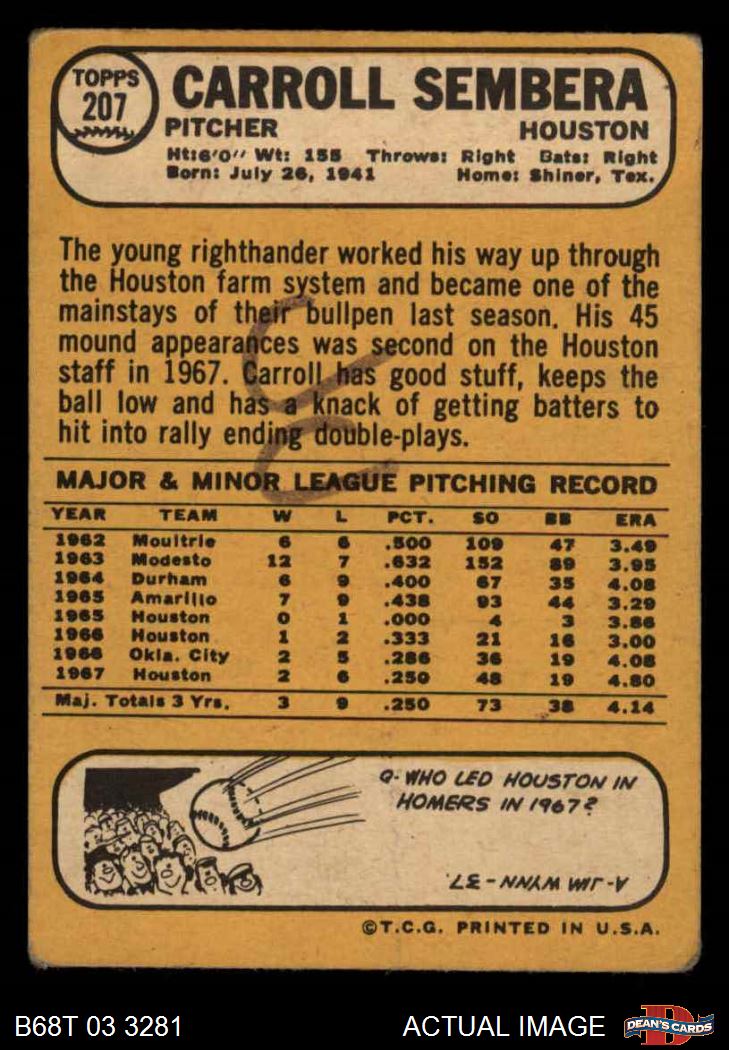 TOPPS
207
CARROLL SEMBERA
PITCHER HOUSTON
Ht:6'0" Wt: 155 Throws: Right Bats: Right
Born: July 26, 1941 Home: Shiner, Tex.
The young righthander worked his way up through
the Houston farm system and became one of the
mainstays of their bullpen last season. His 45
mound appearances was second on the Houston
staff in 1967. Carroll has good stuff, keeps the
ball low and has a knack of getting batters to
hit into rally ending double-plays.
MAJOR & MINOR LEAGUE PITCHING RECORD
YEAR TEAM W L PCT. SO BB ERA
1962 Moultrie 6 6 .500 109 47 3.49
1963 Modesto 12 7 .632 152 89 3.95
1964 Durham 6 9 .400 67 35 4.08
1965 Amarillo 7 9 .438 93 44 3.29
1965 Houston 0 1 .000 4 3 3.86
1966 Houston 1 2 .333 21 16 3.00
1966 Okla. City 2 5 .286 36 19 4.08
1967 Houston 2 6 .250 48 19 4.80
Maj. Totals 3 Yrs. 3 9 .250 73 38 4.14
Q- WHO LED HOUSTON IN
HOMERS IN 1967?
A- JIM WYNN - 37.
©T.C.G. PRINTED IN U.S.A.
B68T 03 3281 ACTUAL IMAGE
D
DEAN'S CARDS